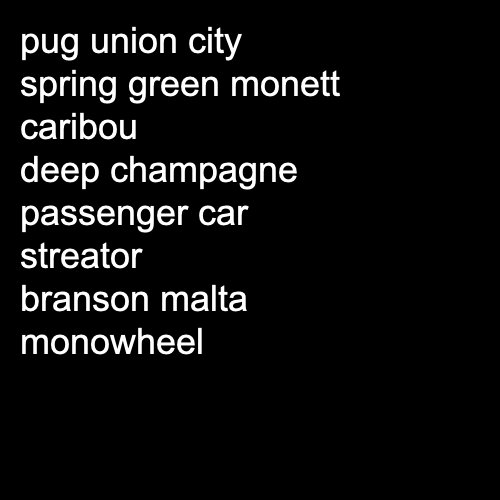 pug union city
spring green monett
caribou
deep champagne
passenger car
streator
branson malta
monowheel